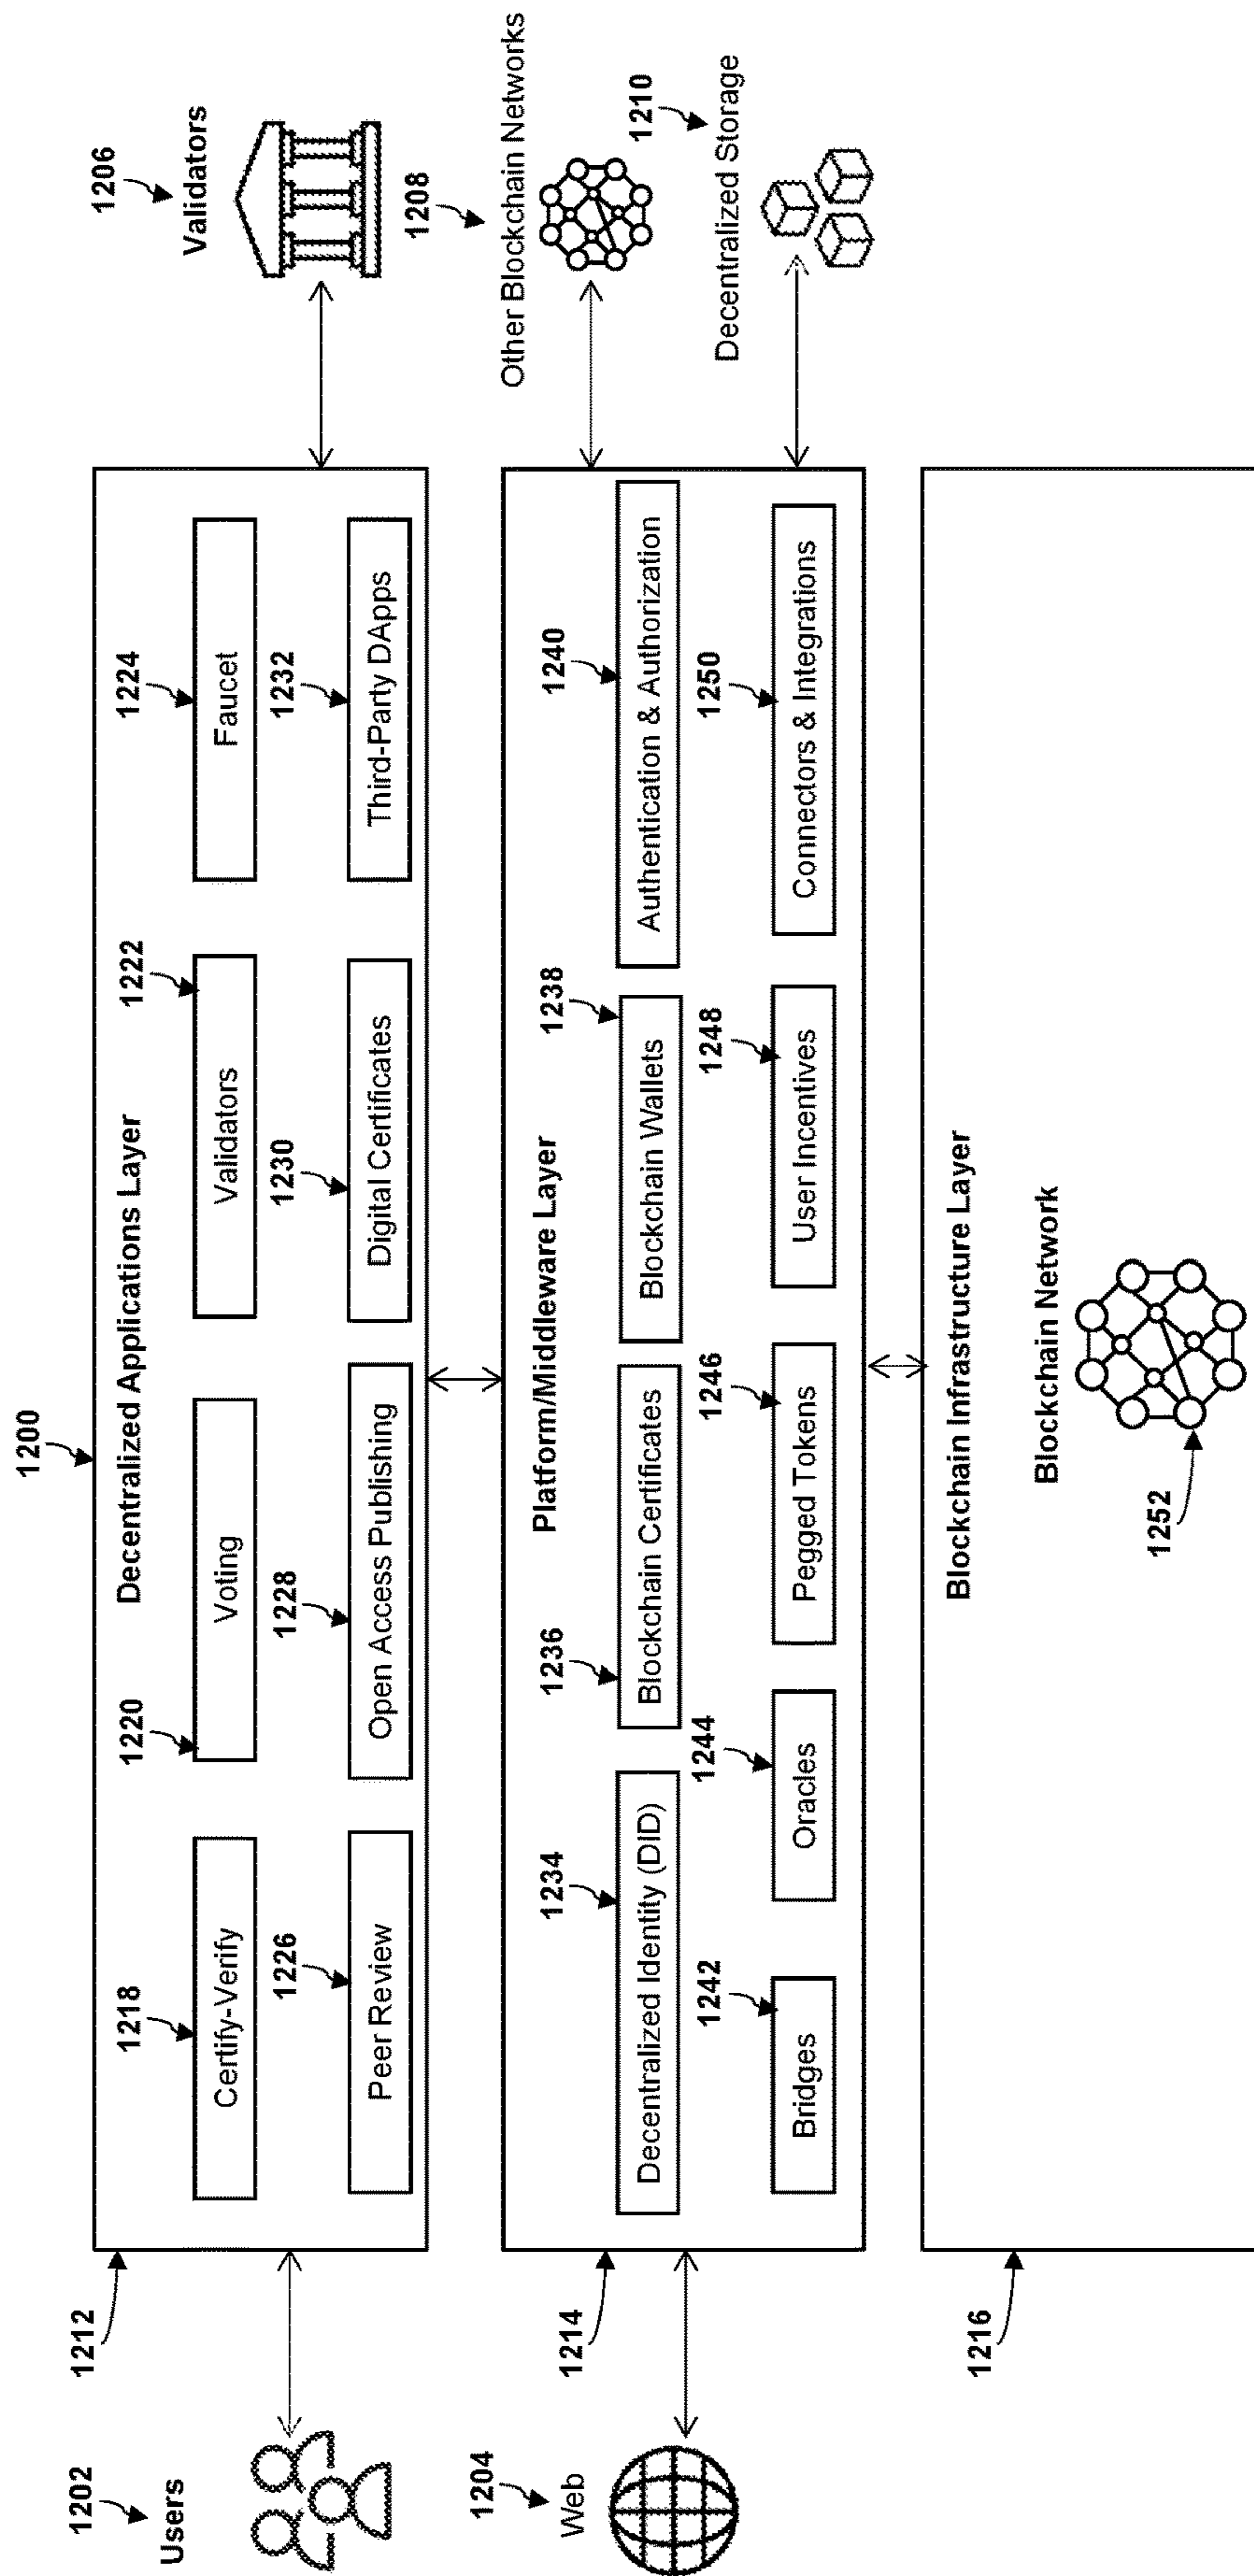 1200
1202
Users
1212
Decentralized Applications Layer
1206
Validators
1218
1220
1222
1224
Certify-Verify
Voting
Validators
Faucet
1226
1228
1230
1232
Peer Review
Open Access Publishing
Digital Certificates
Third-Party DApps
1204
Web
1214
Platform/Middleware Layer
1208
Other Blockchain Networks
1234
1236
1238
1240
Decentralized Identity (DID)
Blockchain Certificates
Blockchain Wallets
Authentication & Authorization
1210
Decentralized Storage
1242
1244
1246
1248
1250
Bridges
Oracles
Pegged Tokens
User Incentives
Connectors & Integrations
1216
Blockchain Infrastructure Layer
Blockchain Network
1252